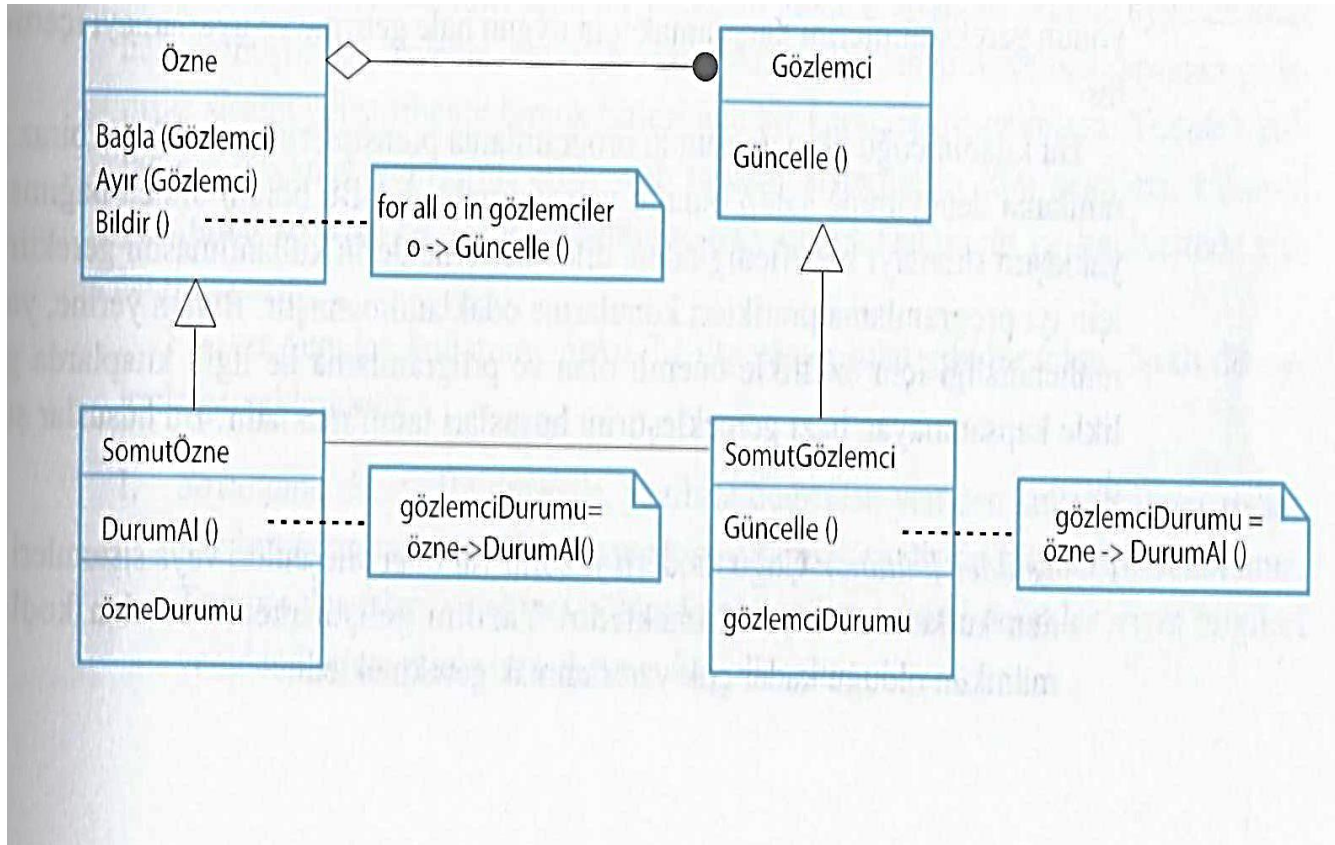 Özne
Bağla (Gözlemci)
Ayır (Gözlemci)
Bildir ()
for all o in gözlemciler
o -> Güncelle ()
Gözlemci
Güncelle ()
SomutÖzne
DurumAl ()
özneDurumu
gözlemciDurumu=
özne->DurumAl()
SomutGözlemci
Güncelle ()
gözlemciDurumu
gözlemciDurumu =
özne -> DurumAl ()